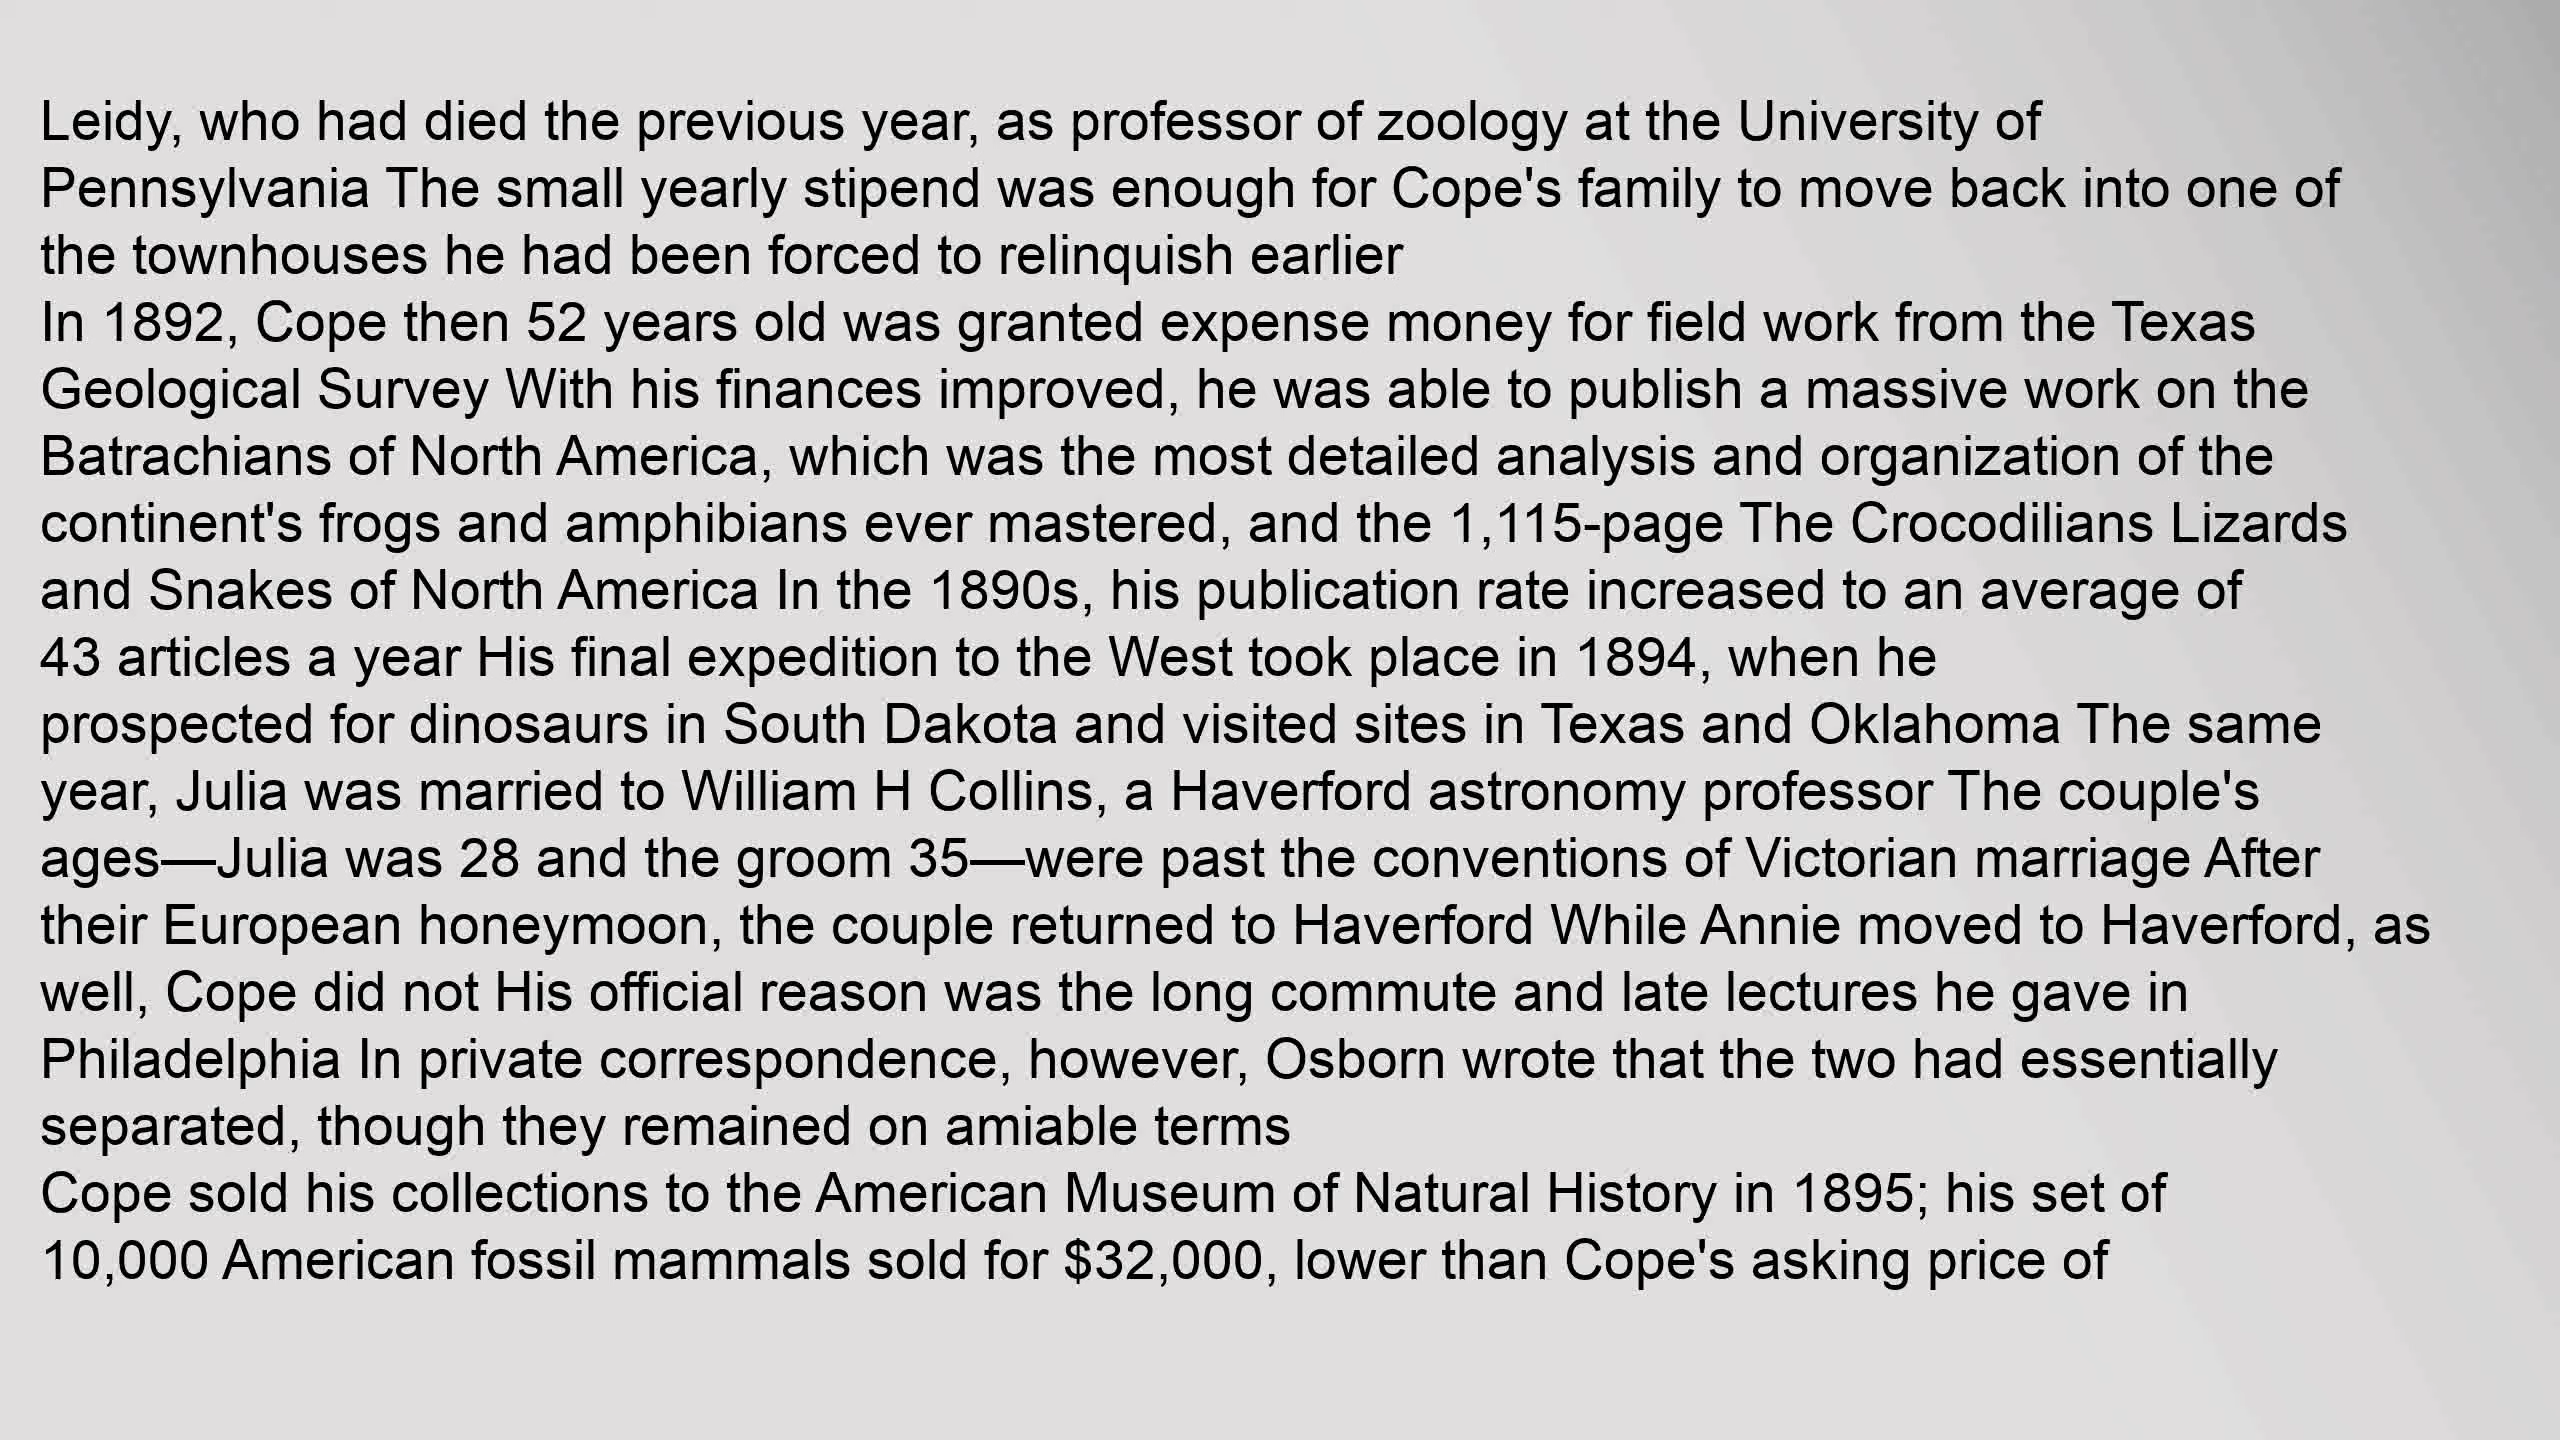 Leidy, who had died the previous year, as professor of zoology at the University of
Pennsylvania The small yearly stipend was enough for Cope's family to move back into one of
the townhouses he had been forced to relinquish earlier
In 1892, Cope then 52 years old was granted expense money for field work from the Texas
Geological Survey With his finances improved, he was able to publish a massive work on the
Batrachians of North America, which was the most detailed analysis and organization of the
continent's frogs and amphibians ever mastered, and the 1,115-page The Crocodilians Lizards
and Snakes of North America In the 1890s, his publication rate increased to an average of
43 articles a year His final expedition to the West took place in 1894, when he
prospected for dinosaurs in South Dakota and visited sites in Texas and Oklahoma The same
year, Julia was married to William H Collins, a Haverford astronomy professor The couple's
ages—Julia was 28 and the groom 35—were past the conventions of Victorian marriage After
their European honeymoon, the couple returned to Haverford While Annie moved to Haverford, as
well, Cope did not His official reason was the long commute and late lectures he gave in
Philadelphia In private correspondence, however, Osborn wrote that the two had essentially
separated, though they remained on amiable terms
Cope sold his collections to the American Museum of Natural History in 1895; his set of
10,000 American fossil mammals sold for $32,000, lower than Cope's asking price of